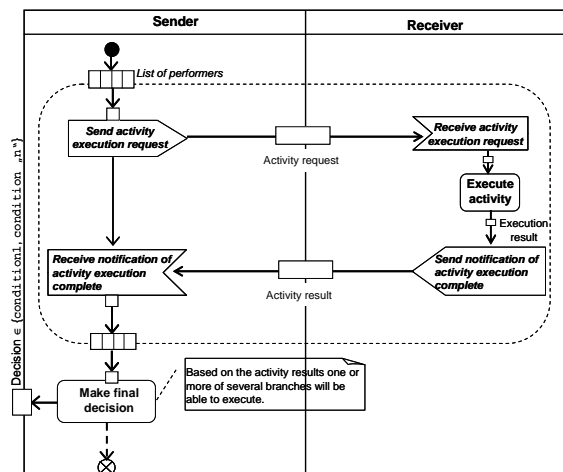 Sender
Receiver
List of performers
Send activity
execution request
Activity request
Receive activity
execution request
Execute
activity
Execution
result
Receive notification of
activity execution
complete
Activity result
Send notification of
activity execution
complete
Decision ∈ {condition1, condition „n“}
Make final
decision
Based on the activity results one or
more of several branches will be
able to execute.